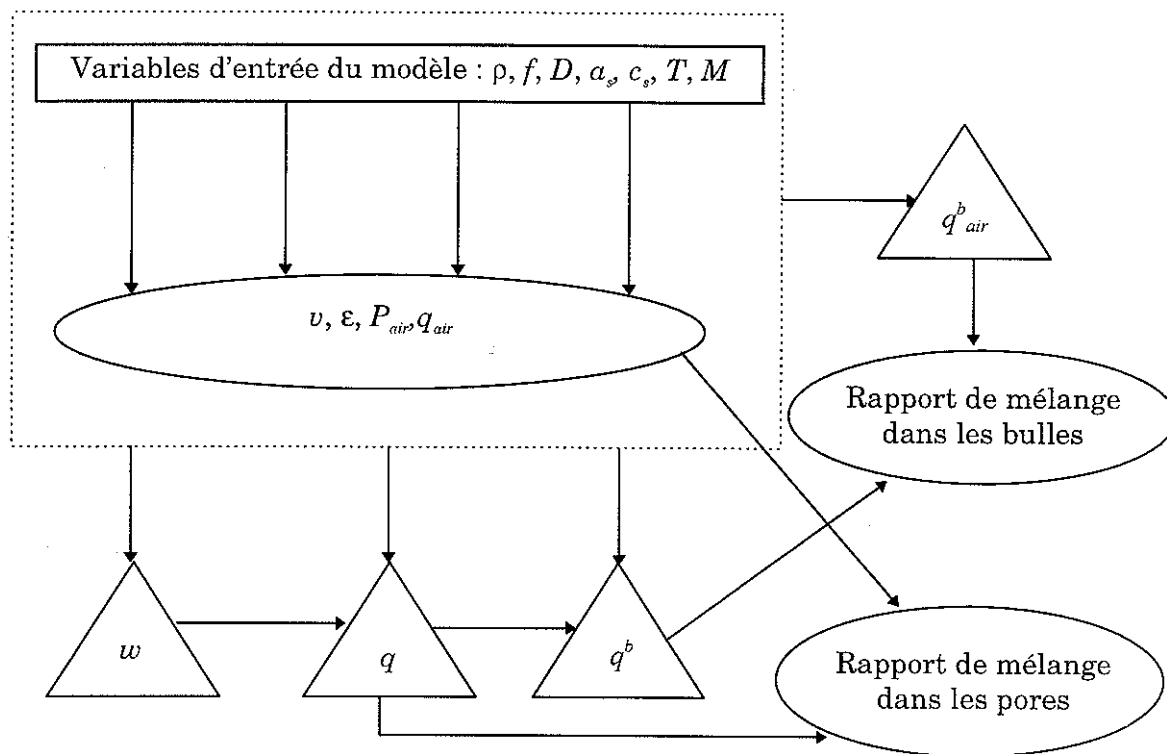 Variables d'entrée du modèle : ρ, f, D, a_s, c_s, T, M
q^b_air
υ, ε, P_air, q_air
Rapport de mélange
dans les bulles
w
q
q^b
Rapport de mélange
dans les pores